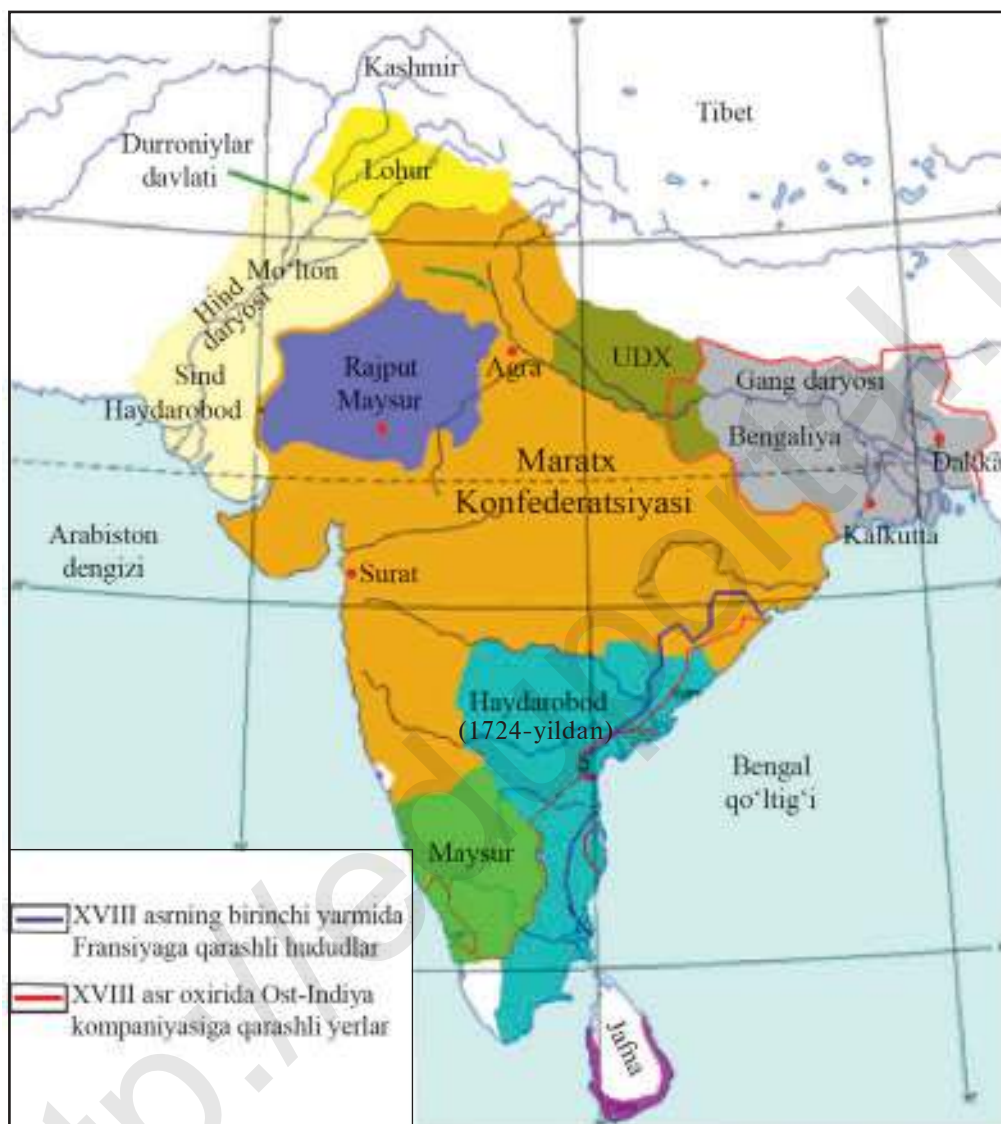 Kashmir
Tibet
Durroniylar
davlati
Lohur
Mo‘lton
Hind
daryosi
Rajput
Maysur
Agra
UDX
Gang daryosi
Sind
Haydarobod
Bengaliya
Dakka
Maratx
Konfederatsiyasi
Kalkutta
Arabiston
dengizi
Surat
Haydarobod
(1724-yildan)
Bengal
qo‘ltig‘i
Maysur
XVIII asrning birinchi yarmida
Fransiyaga qarashli hududlar
XVIII asr oxirida Ost-Indiya
kompaniyasiga qarashli yerlar
Jafna